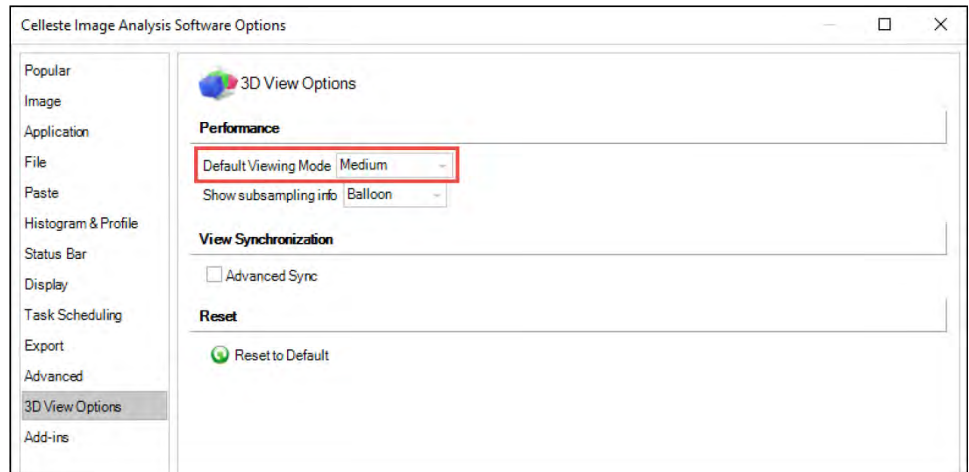 Celleste Image Analysis Software Options
Popular
Image
Application
File
Paste
Histogram & Profile
Status Bar
Display
Task Scheduling
Export
Advanced
3D View Options
Add-ins
3D View Options
Performance
Default Viewing Mode Medium
Show subsampling info Balloon
View Synchronization
Advanced Sync
Reset
Reset to Default